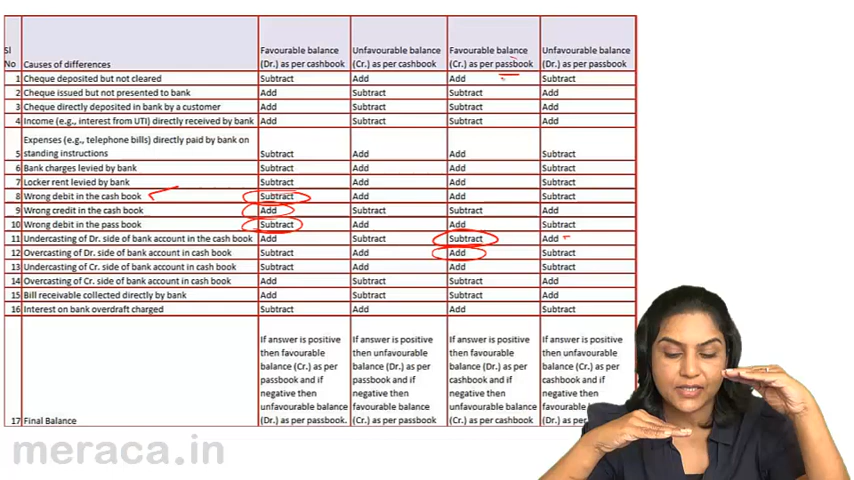 Sl No | Causes of differences | Favourable balance (Dr.) as per cashbook | Unfavourable balance (Cr.) as per cashbook | Favourable balance (Cr.) as per passbook | Unfavourable balance (Dr.) as per passbook
1 | Cheque deposited but not cleared | Subtract | Add | Add | Subtract
2 | Cheque issued but not presented to bank | Add | Subtract | Subtract | Add
3 | Cheque directly deposited in bank by a customer | Add | Subtract | Subtract | Add
4 | Income (e.g., interest from UTI) directly received by bank | Add | Subtract | Subtract | Add
5 | Expenses (e.g., telephone bills) directly paid by bank on standing instructions | Subtract | Add | Add | Subtract
6 | Bank charges levied by bank | Subtract | Add | Add | Subtract
7 | Locker rent levied by bank | Subtract | Add | Add | Subtract
8 | Wrong debit in the cash book | Subtract | Add | Add | Subtract
9 | Wrong credit in the cash book | Add | Subtract | Subtract | Add
10 | Wrong debit in the pass book | Subtract | Add | Add | Subtract
11 | Undercasting of Dr. side of bank account in the cash book | Add | Subtract | Subtract | Add
12 | Overcasting of Dr. side of bank account in cash book | Subtract | Add | Add | Subtract
13 | Undercasting of Cr. side of bank account in cash book | Subtract | Add | Add | Subtract
14 | Overcasting of Cr. side of bank account in cash book | Add | Subtract | Subtract | Add
15 | Bill receivable collected directly by bank | Add | Subtract | Subtract | Add
16 | Interest on bank overdraft charged | Subtract | Add | Add | Subtract
17 | Final Balance | If answer is positive then favourable balance (Cr.) as per passbook and if negative then unfavourable balance (Dr.) as per passbook. | If answer is positive then unfavourable balance (Dr.) as per passbook and if negative then favourable balance (Cr.) as per passbook | If answer is positive then favourable balance (Dr.) as per cashbook and if negative then unfavourable balance (Cr.) as per cashbook | If answer is positive then unfavourable balance (Cr.) as per cashbook and if negative then (Dr.) as per
meraca.in